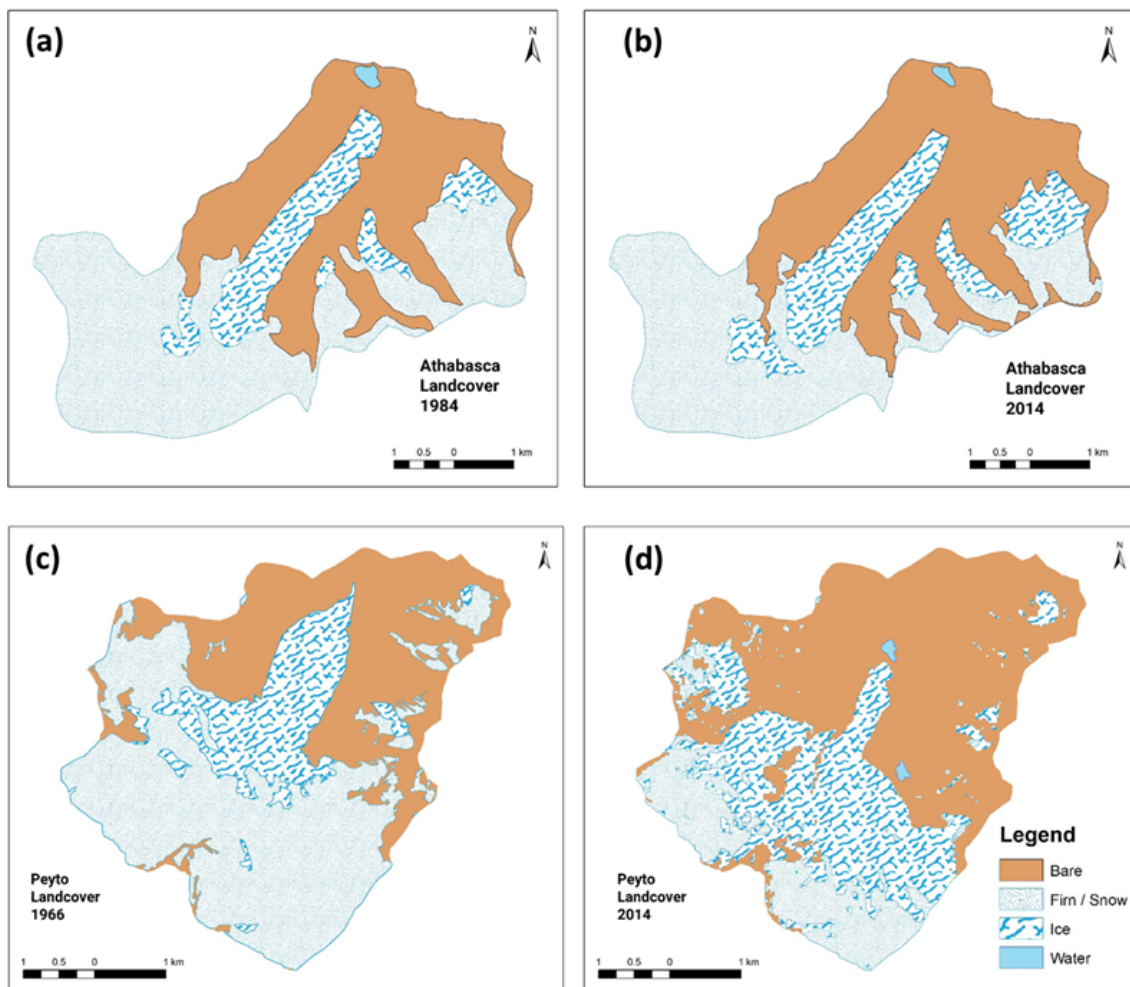 (a)
N
Athabasca
Landcover
1984
1 0.5 0 1 km
(b)
N
Athabasca
Landcover
2014
1 0.5 0 1 km
(c)
N
Peyto
Landcover
1966
1 0.5 0 1 km
(d)
N
Peyto
Landcover
2014
1 0.5 0 1 km
Legend
Bare
Firn / Snow
Ice
Water